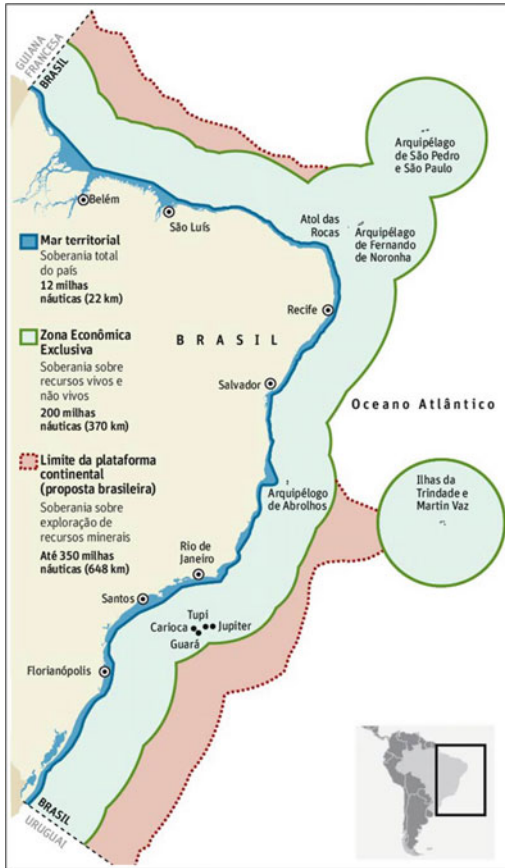 GUIANA
FRANCESA
BRASIL
Arquipélago
de São Pedro
e São Paulo
Belém
São Luís
Atol das
Rocas
Arquipélago
de Fernando
de Noronha
Mar territorial
Soberania total
do país
12 milhas
náuticas (22 km)
Recife
BRASIL
Zona Econômica
Exclusiva
Soberania sobre
recursos vivos e
não vivos
200 milhas
náuticas (370 km)
Salvador
Oceano Atlântico
Limite da plataforma
continental
(proposta brasileira)
Soberania sobre
exploração de
recursos minerais
Até 350 milhas
náuticas (648 km)
Arquipélogo
de Abrolhos
Ilhas da
Trindade e
Martin Vaz
Rio de
Janeiro
Santos
Tupi
Carioca
Jupiter
Guará
Florianópolis
BRASIL
URUGUAI